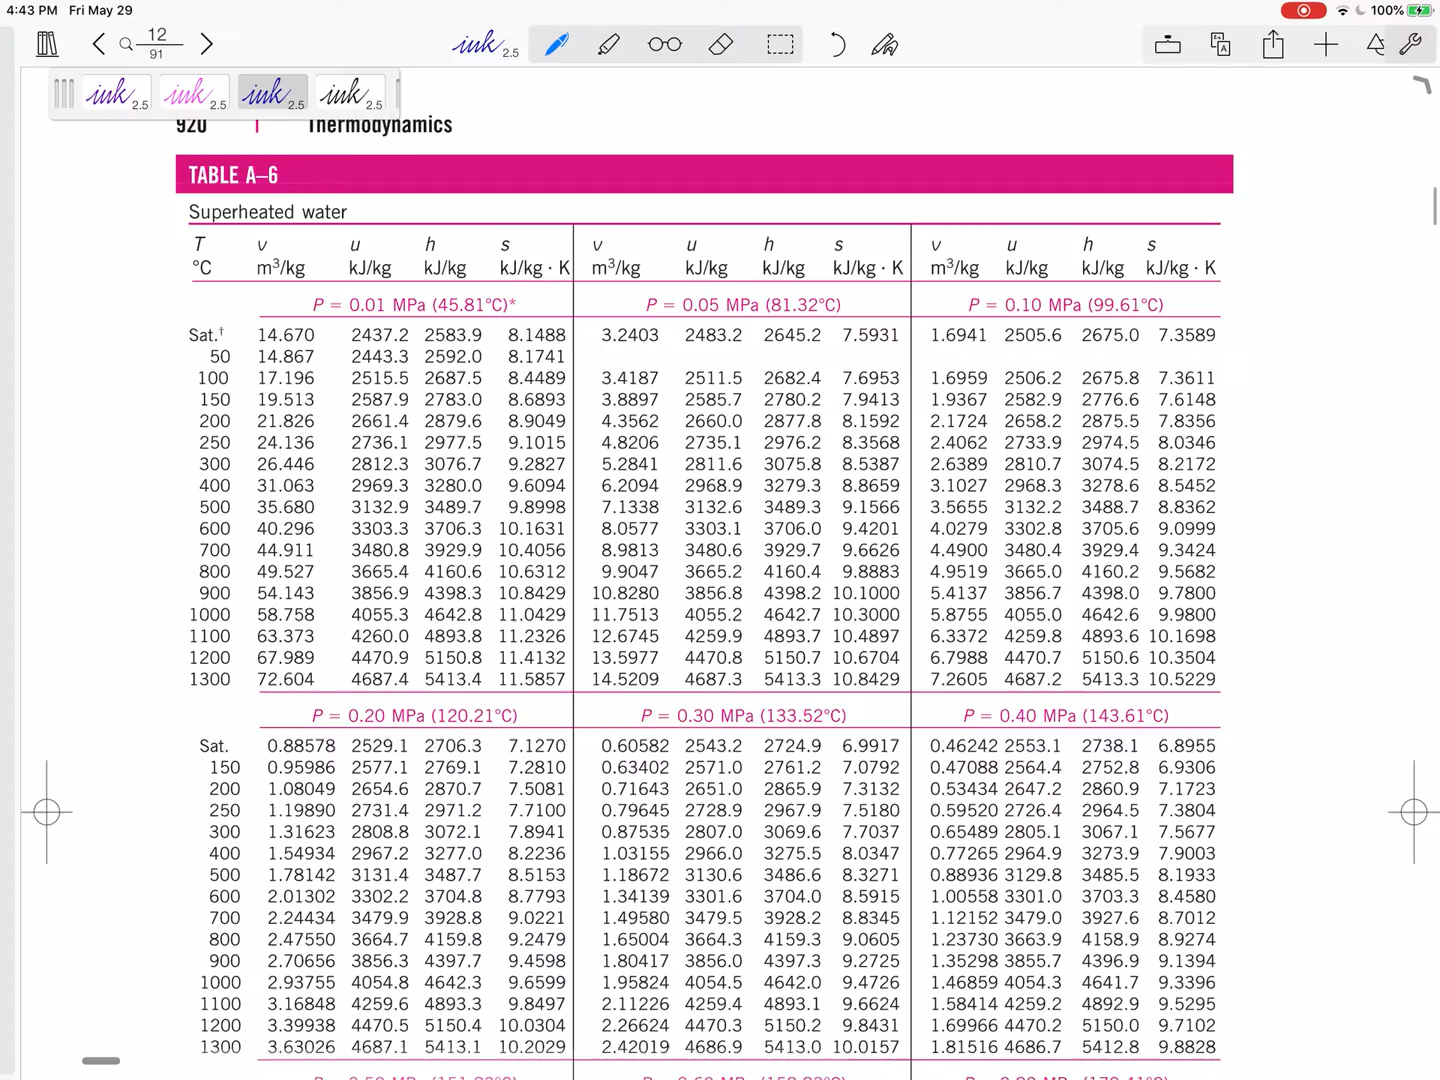 4:43 PM Fri May 29 100%
12
91
ink 2.5
ink 2.5 ink 2.5 ink 2.5 ink 2.5
920 Thermodynamics
TABLE A–6
Superheated water
T v u h s v u h s v u h s
°C m³/kg kJ/kg kJ/kg kJ/kg · K m³/kg kJ/kg kJ/kg kJ/kg · K m³/kg kJ/kg kJ/kg kJ/kg · K
P = 0.01 MPa (45.81°C)* P = 0.05 MPa (81.32°C) P = 0.10 MPa (99.61°C)
Sat.† 14.670 2437.2 2583.9 8.1488 3.2403 2483.2 2645.2 7.5931 1.6941 2505.6 2675.0 7.3589
50 14.867 2443.3 2592.0 8.1741
100 17.196 2515.5 2687.5 8.4489 3.4187 2511.5 2682.4 7.6953 1.6959 2506.2 2675.8 7.3611
150 19.513 2587.9 2783.0 8.6893 3.8897 2585.7 2780.2 7.9413 1.9367 2582.9 2776.6 7.6148
200 21.826 2661.4 2879.6 8.9049 4.3562 2660.0 2877.8 8.1592 2.1724 2658.2 2875.5 7.8356
250 24.136 2736.1 2977.5 9.1015 4.8206 2735.1 2976.2 8.3568 2.4062 2733.9 2974.5 8.0346
300 26.446 2812.3 3076.7 9.2827 5.2841 2811.6 3075.8 8.5387 2.6389 2810.7 3074.5 8.2172
400 31.063 2969.3 3280.0 9.6094 6.2094 2968.9 3279.3 8.8659 3.1027 2968.3 3278.6 8.5452
500 35.680 3132.9 3489.7 9.8998 7.1338 3132.6 3489.3 9.1566 3.5655 3132.2 3488.7 8.8362
600 40.296 3303.3 3706.3 10.1631 8.0577 3303.1 3706.0 9.4201 4.0279 3302.8 3705.6 9.0999
700 44.911 3480.8 3929.9 10.4056 8.9813 3480.6 3929.7 9.6626 4.4900 3480.4 3929.4 9.3424
800 49.527 3665.4 4160.6 10.6312 9.9047 3665.2 4160.4 9.8883 4.9519 3665.0 4160.2 9.5682
900 54.143 3856.9 4398.3 10.8429 10.8280 3856.8 4398.2 10.1000 5.4137 3856.7 4398.0 9.7800
1000 58.758 4055.3 4642.8 11.0429 11.7513 4055.2 4642.7 10.3000 5.8755 4055.0 4642.6 9.9800
1100 63.373 4260.0 4893.8 11.2326 12.6745 4259.9 4893.7 10.4897 6.3372 4259.8 4893.6 10.1698
1200 67.989 4470.9 5150.8 11.4132 13.5977 4470.8 5150.7 10.6704 6.7988 4470.7 5150.6 10.3504
1300 72.604 4687.4 5413.4 11.5857 14.5209 4687.3 5413.3 10.8429 7.2605 4687.2 5413.3 10.5229
P = 0.20 MPa (120.21°C) P = 0.30 MPa (133.52°C) P = 0.40 MPa (143.61°C)
Sat. 0.88578 2529.1 2706.3 7.1270 0.60582 2543.2 2724.9 6.9917 0.46242 2553.1 2738.1 6.8955
150 0.95986 2577.1 2769.1 7.2810 0.63402 2571.0 2761.2 7.0792 0.47088 2564.4 2752.8 6.9306
200 1.08049 2654.6 2870.7 7.5081 0.71643 2651.0 2865.9 7.3132 0.53434 2647.2 2860.9 7.1723
250 1.19890 2731.4 2971.2 7.7100 0.79645 2728.9 2967.9 7.5180 0.59520 2726.4 2964.5 7.3804
300 1.31623 2808.8 3072.1 7.8941 0.87535 2807.0 3069.6 7.7037 0.65489 2805.1 3067.1 7.5677
400 1.54934 2967.2 3277.0 8.2236 1.03155 2966.0 3275.5 8.0347 0.77265 2964.9 3273.9 7.9003
500 1.78142 3131.4 3487.7 8.5153 1.18672 3130.6 3486.6 8.3271 0.88936 3129.8 3485.5 8.1933
600 2.01302 3302.2 3704.8 8.7793 1.34139 3301.6 3704.0 8.5915 1.00558 3301.0 3703.3 8.4580
700 2.24434 3479.9 3928.8 9.0221 1.49580 3479.5 3928.2 8.8345 1.12152 3479.0 3927.6 8.7012
800 2.47550 3664.7 4159.8 9.2479 1.65004 3664.3 4159.3 9.0605 1.23730 3663.9 4158.9 8.9274
900 2.70656 3856.3 4397.7 9.4598 1.80417 3856.0 4397.3 9.2725 1.35298 3855.7 4396.9 9.1394
1000 2.93755 4054.8 4642.3 9.6599 1.95824 4054.5 4642.0 9.4726 1.46859 4054.3 4641.7 9.3396
1100 3.16848 4259.6 4893.3 9.8497 2.11226 4259.4 4893.1 9.6624 1.58414 4259.2 4892.9 9.5295
1200 3.39938 4470.5 5150.4 10.0304 2.26624 4470.3 5150.2 9.8431 1.69966 4470.2 5150.0 9.7102
1300 3.63026 4687.1 5413.1 10.2029 2.42019 4686.9 5413.0 10.0157 1.81516 4686.7 5412.8 9.8828